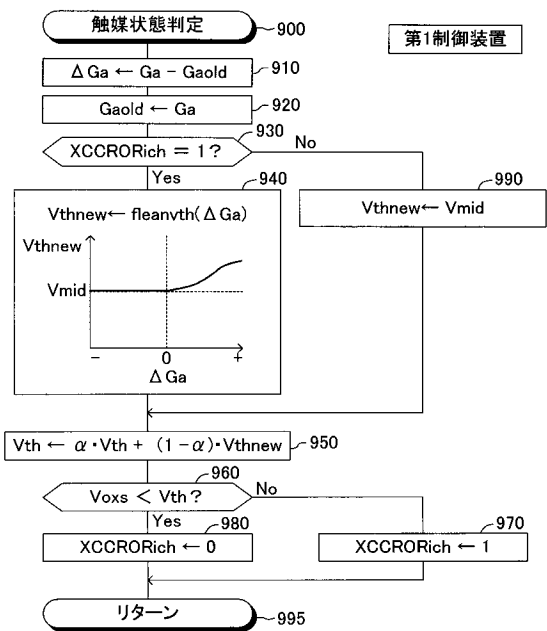 触媒状態判定
900
第1制御装置
ΔGa ← Ga - Gaold
910
Gaold ← Ga
920
930
XCCRORich = 1?
No
Yes
940
990
Vthnew← fleanvth(ΔGa)
Vthnew← Vmid
Vthnew
Vmid
- 0 +
ΔGa
Vth ← α・Vth + (1-α)・Vthnew
950
960
Voxs < Vth?
No
Yes
980
970
XCCRORich ← 0
XCCRORich ← 1
リターン
995